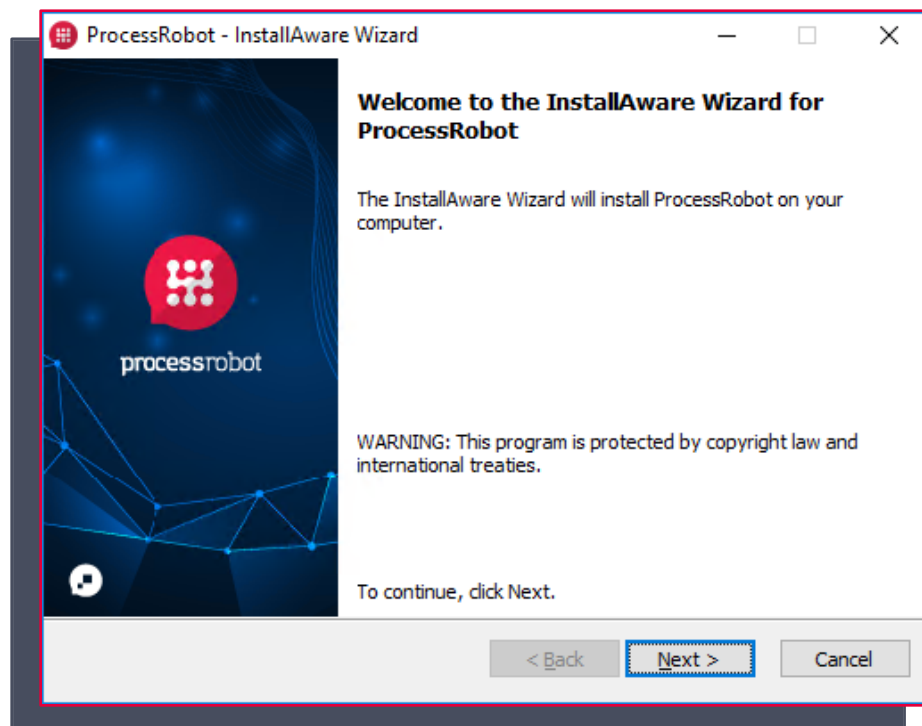 ProcessRobot - InstallAware Wizard
Welcome to the InstallAware Wizard for
ProcessRobot
The InstallAware Wizard will install ProcessRobot on your
computer.
processrobot
WARNING: This program is protected by copyright law and
international treaties.
To continue, click Next.
< Back
Next >
Cancel